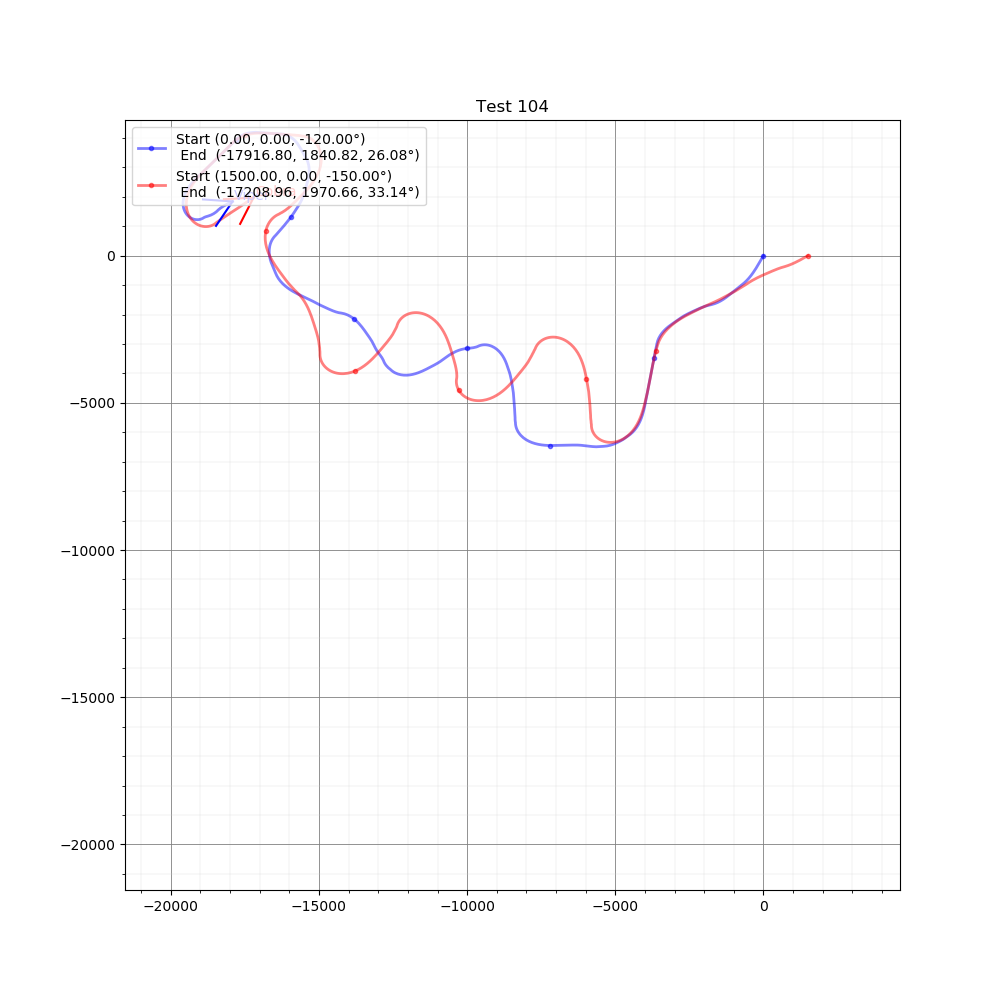 Test 104
Start (0.00, 0.00, -120.00°)
End (-17916.80, 1840.82, 26.08°)
Start (1500.00, 0.00, -150.00°)
End (-17208.96, 1970.66, 33.14°)
0
−5000
−10000
−15000
−20000
−20000 −15000 −10000 −5000 0